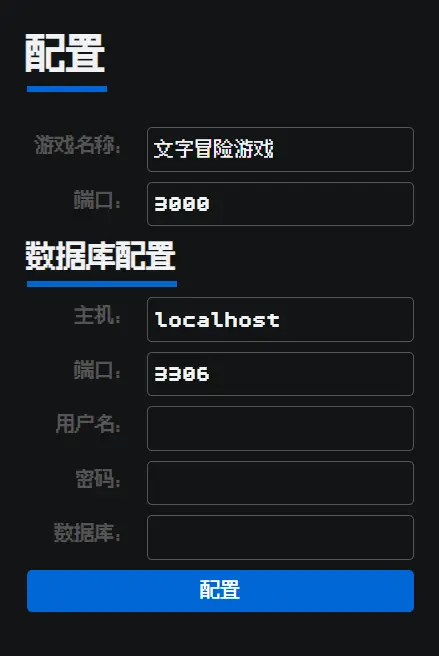 配置
游戏名称： 文字冒险游戏
端口： 3000
数据库配置
主机： localhost
端口： 3306
用户名：
密码：
数据库：
配置